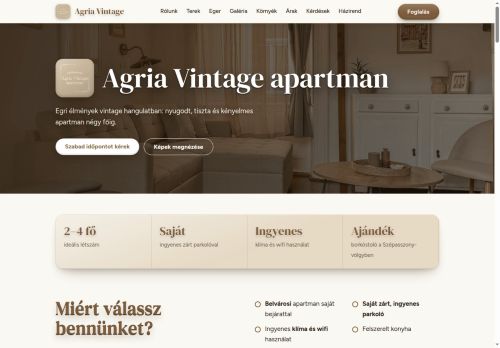 Agria Vintage
Rólunk Terek Eger Galéria Környék Árak Kérdések Házirend
Foglalás
Agria Vintage apartman
Egri élmények vintage hangulatban: nyugodt, tiszta és kényelmes
apartman négy főig.
Szabad időpontot kérek
Képek megnézése
2–4 fő
ideális létszám
Saját
ingyenes zárt parkolóval
Ingyenes
klíma és wifi használat
Ajándék
borkóstoló a Szépasszony-
völgyben
Miért válassz
bennünket?
Belvárosi apartman saját
bejárattal
Saját zárt, ingyenes
parkoló
Ingyenes klíma és wifi
használat
Felszerelt konyha